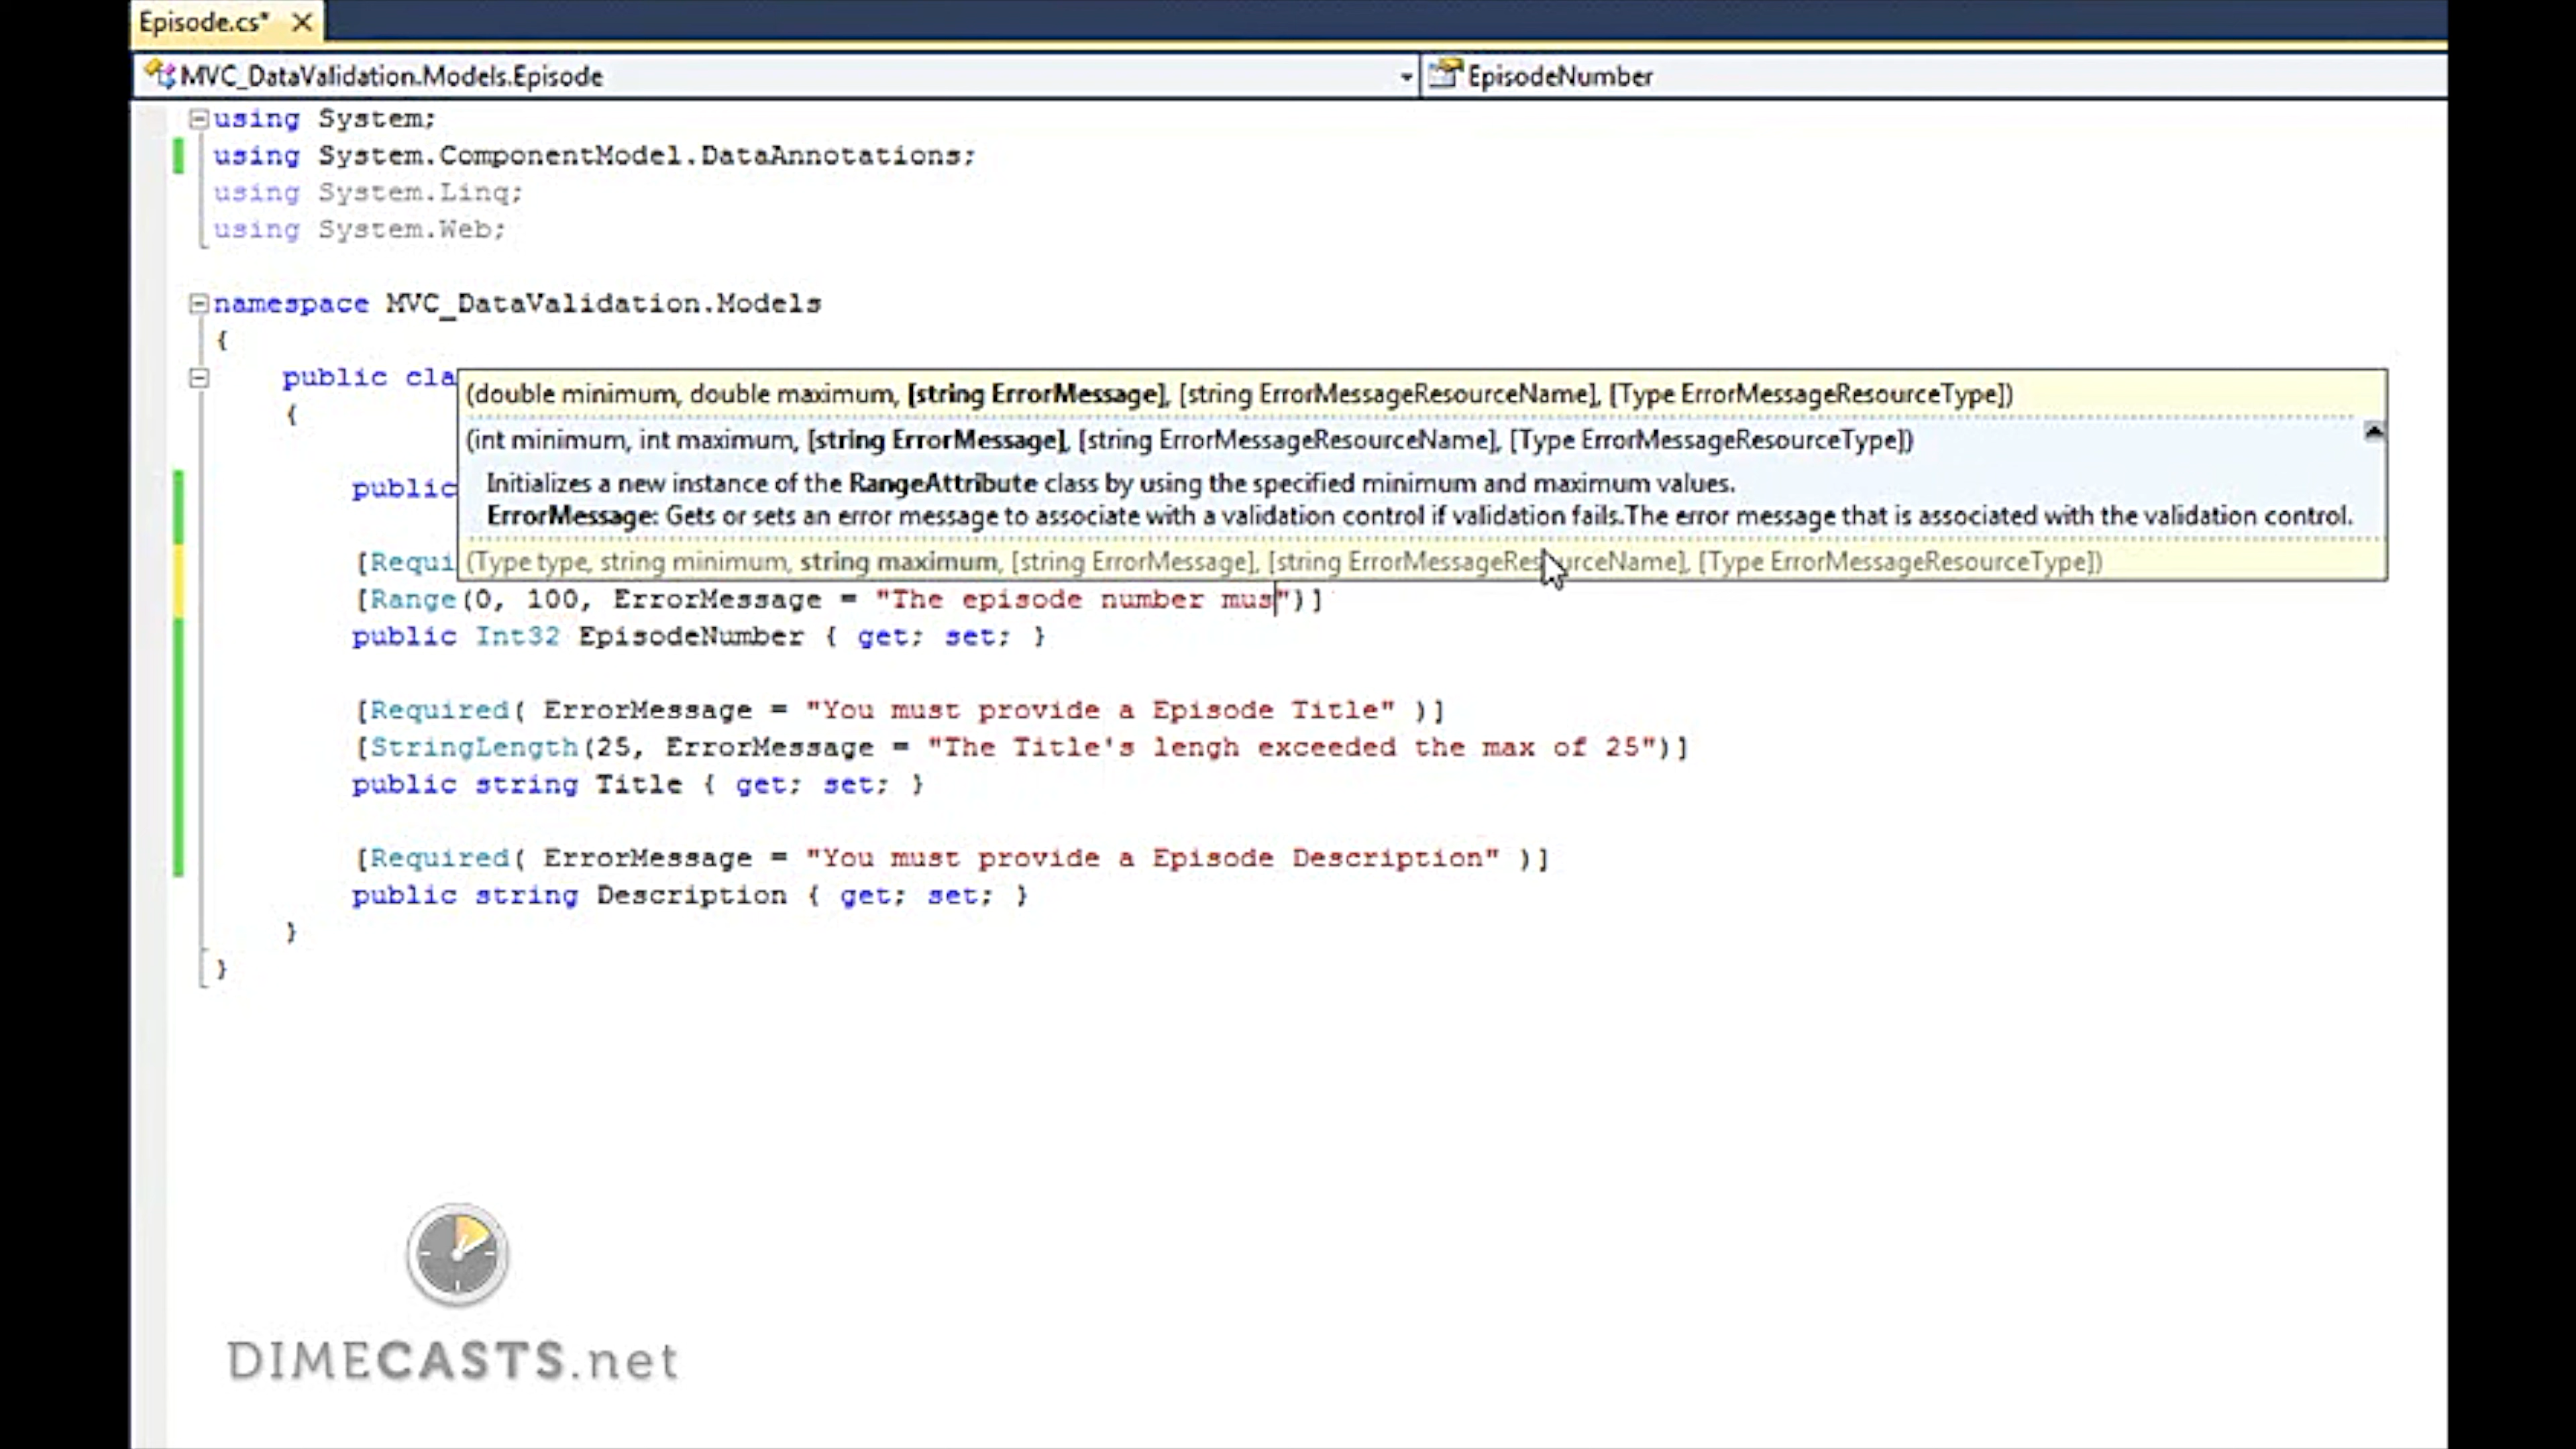 Episode.cs*
MVC_DataValidation.Models.Episode
EpisodeNumber
using System;
using System.ComponentModel.DataAnnotations;
using System.Linq;
using System.Web;
namespace MVC_DataValidation.Models
{
public cla
(double minimum, double maximum, [string ErrorMessage], [string ErrorMessageResourceName], [Type ErrorMessageResourceType])
{
(int minimum, int maximum, [string ErrorMessage], [string ErrorMessageResourceName], [Type ErrorMessageResourceType])
Initializes a new instance of the RangeAttribute class by using the specified minimum and maximum values.
public
ErrorMessage: Gets or sets an error message to associate with a validation control if validation fails.The error message that is associated with the validation control.
[Requi
(Type type, string minimum, string maximum, [string ErrorMessage], [string ErrorMessageResourceName], [Type ErrorMessageResourceType])
[Range(0, 100, ErrorMessage = "The episode number mus")]
public Int32 EpisodeNumber { get; set; }
[Required( ErrorMessage = "You must provide a Episode Title" )]
[StringLength(25, ErrorMessage = "The Title's lengh exceeded the max of 25")]
public string Title { get; set; }
[Required( ErrorMessage = "You must provide a Episode Description" )]
public string Description { get; set; }
}
}
DIMECASTS.net